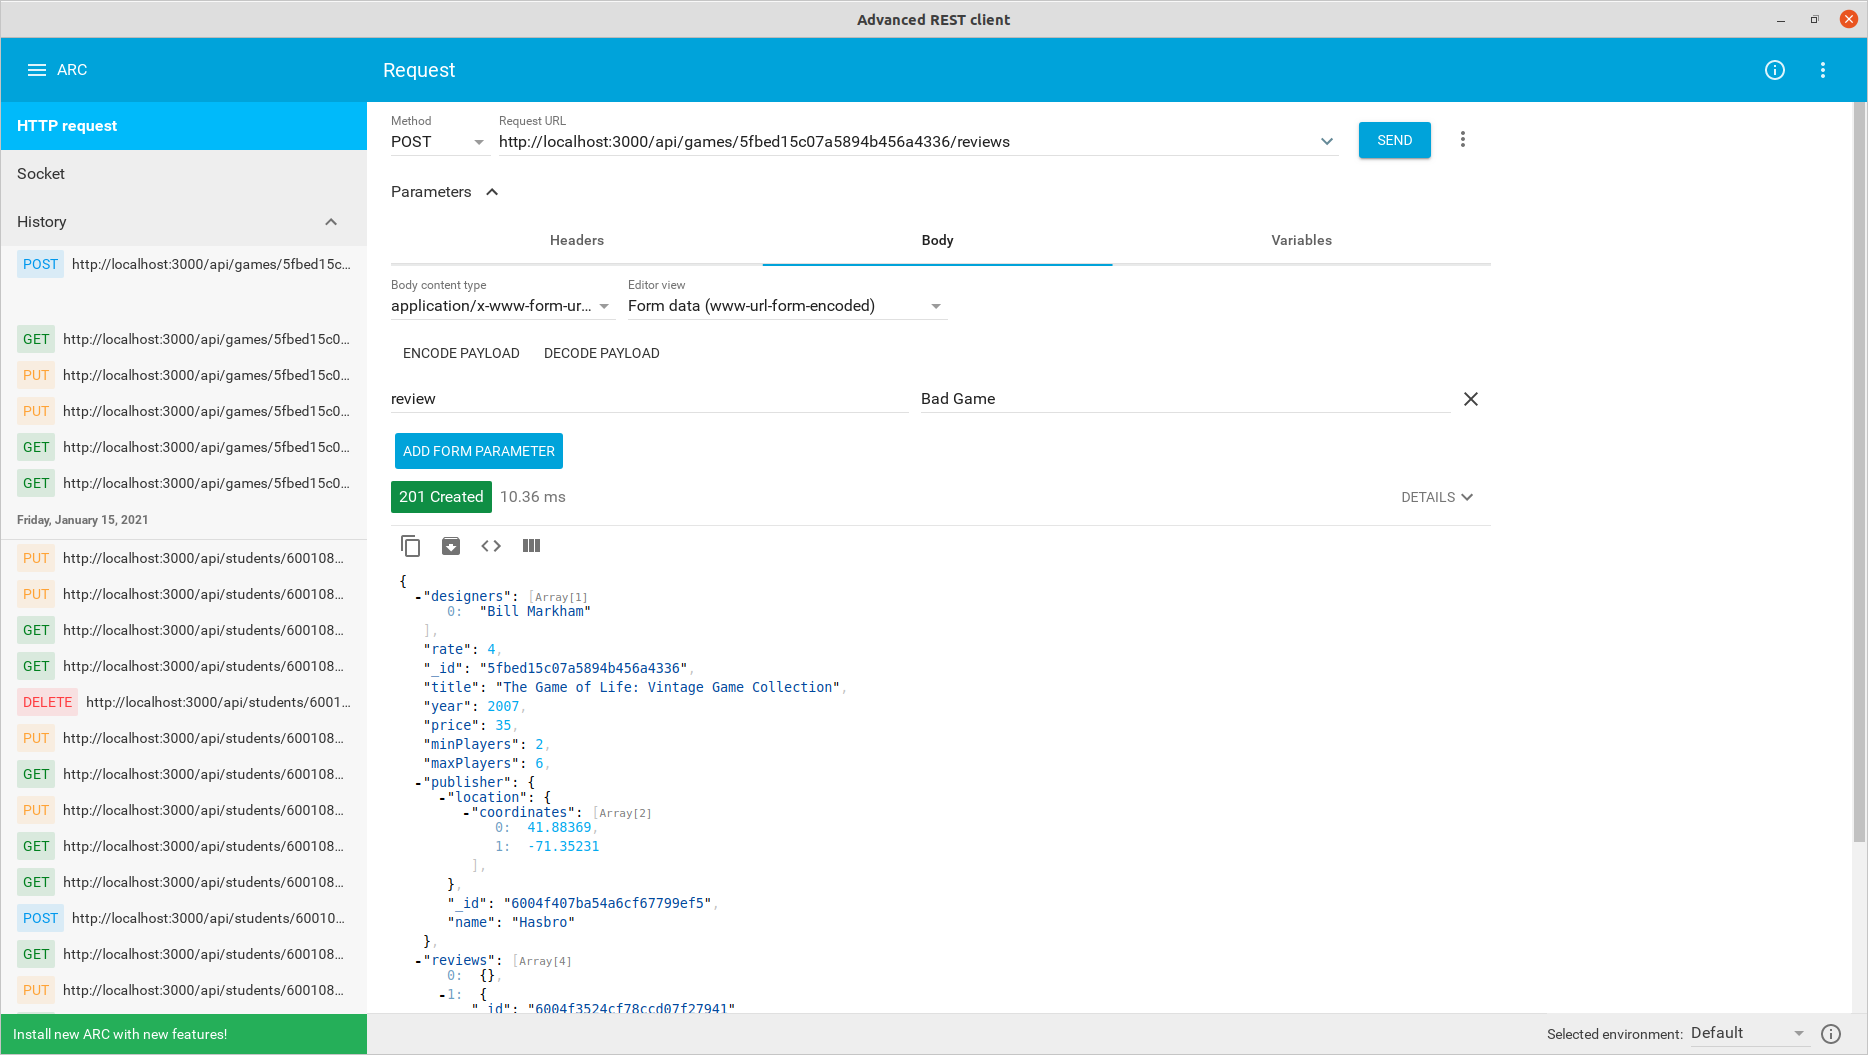 Advanced REST client
ARC
Request
HTTP request
Socket
History
POST http://localhost:3000/api/games/5fbed15c...
GET http://localhost:3000/api/games/5fbed15c0...
PUT http://localhost:3000/api/games/5fbed15c0...
PUT http://localhost:3000/api/games/5fbed15c0...
GET http://localhost:3000/api/games/5fbed15c0...
GET http://localhost:3000/api/games/5fbed15c0...
Friday, January 15, 2021
PUT http://localhost:3000/api/students/600108...
PUT http://localhost:3000/api/students/600108...
GET http://localhost:3000/api/students/600108...
GET http://localhost:3000/api/students/600108...
DELETE http://localhost:3000/api/students/6001...
PUT http://localhost:3000/api/students/600108...
GET http://localhost:3000/api/students/600108...
PUT http://localhost:3000/api/students/600108...
GET http://localhost:3000/api/students/600108...
GET http://localhost:3000/api/students/600108...
POST http://localhost:3000/api/students/60010...
GET http://localhost:3000/api/students/600108...
PUT http://localhost:3000/api/students/600108...
Install new ARC with new features!
Method
POST
Request URL
http://localhost:3000/api/games/5fbed15c07a5894b456a4336/reviews
SEND
Parameters
Headers Body Variables
Body content type
application/x-www-form-ur...
Editor view
Form data (www-url-form-encoded)
ENCODE PAYLOAD DECODE PAYLOAD
review Bad Game
ADD FORM PARAMETER
201 Created 10.36 ms DETAILS
{
-"designers": [Array[1]
0: "Bill Markham"
],
"rate": 4,
"_id": "5fbed15c07a5894b456a4336",
"title": "The Game of Life: Vintage Game Collection",
"year": 2007,
"price": 35,
"minPlayers": 2,
"maxPlayers": 6,
-"publisher": {
-"location": {
-"coordinates": [Array[2]
0: 41.88369,
1: -71.35231
],
},
"_id": "6004f407ba54a6cf67799ef5",
"name": "Hasbro"
},
-"reviews": [Array[4]
0: {},
-1: {
"_id": "6004f3524cf78ccd07f27941"
Selected environment: Default